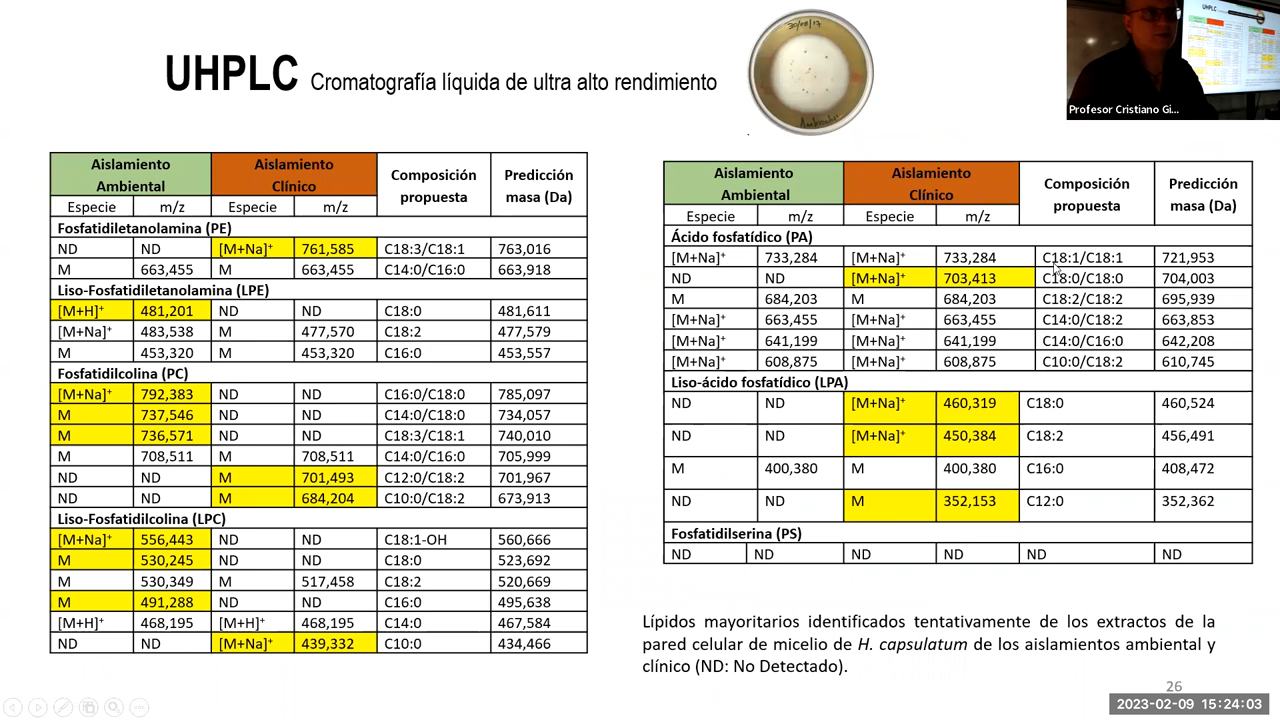 UHPLC Cromatografía líquida de ultra alto rendimiento
30/08/17
Profesor Cristiano Gi...
Aislamiento Ambiental Aislamiento Clínico Composición propuesta Predicción masa (Da)
Especie m/z Especie m/z
Fosfatidiletanolamina (PE)
ND ND [M+Na]+ 761,585 C18:3/C18:1 763,016
M 663,455 M 663,455 C14:0/C16:0 663,918
Liso-Fosfatidiletanolamina (LPE)
[M+H]+ 481,201 ND ND C18:0 481,611
[M+Na]+ 483,538 M 477,570 C18:2 477,579
M 453,320 M 453,320 C16:0 453,557
Fosfatidilcolina (PC)
[M+Na]+ 792,383 ND ND C16:0/C18:0 785,097
M 737,546 ND ND C14:0/C18:0 734,057
M 736,571 ND ND C18:3/C18:1 740,010
M 708,511 M 708,511 C14:0/C16:0 705,999
ND ND M 701,493 C12:0/C18:2 701,967
ND ND M 684,204 C10:0/C18:2 673,913
Liso-Fosfatidilcolina (LPC)
[M+Na]+ 556,443 ND ND C18:1-OH 560,666
M 530,245 ND ND C18:0 523,692
M 530,349 M 517,458 C18:2 520,669
M 491,288 ND ND C16:0 495,638
[M+H]+ 468,195 [M+H]+ 468,195 C14:0 467,584
ND ND [M+Na]+ 439,332 C10:0 434,466
Aislamiento Ambiental Aislamiento Clínico Composición propuesta Predicción masa (Da)
Especie m/z Especie m/z
Ácido fosfatídico (PA)
[M+Na]+ 733,284 [M+Na]+ 733,284 C18:1/C18:1 721,953
ND ND [M+Na]+ 703,413 C18:0/C18:0 704,003
M 684,203 M 684,203 C18:2/C18:2 695,939
[M+Na]+ 663,455 [M+Na]+ 663,455 C14:0/C18:2 663,853
[M+Na]+ 641,199 [M+Na]+ 641,199 C14:0/C16:0 642,208
[M+Na]+ 608,875 [M+Na]+ 608,875 C10:0/C18:2 610,745
Liso-ácido fosfatídico (LPA)
ND ND [M+Na]+ 460,319 C18:0 460,524
ND ND [M+Na]+ 450,384 C18:2 456,491
M 400,380 M 400,380 C16:0 408,472
ND ND M 352,153 C12:0 352,362
Fosfatidilserina (PS)
ND ND ND ND ND ND
Lípidos mayoritarios identificados tentativamente de los extractos de la
pared celular de micelio de H. capsulatum de los aislamientos ambiental y
clínico (ND: No Detectado).
26
2023-02-09 15:24:03